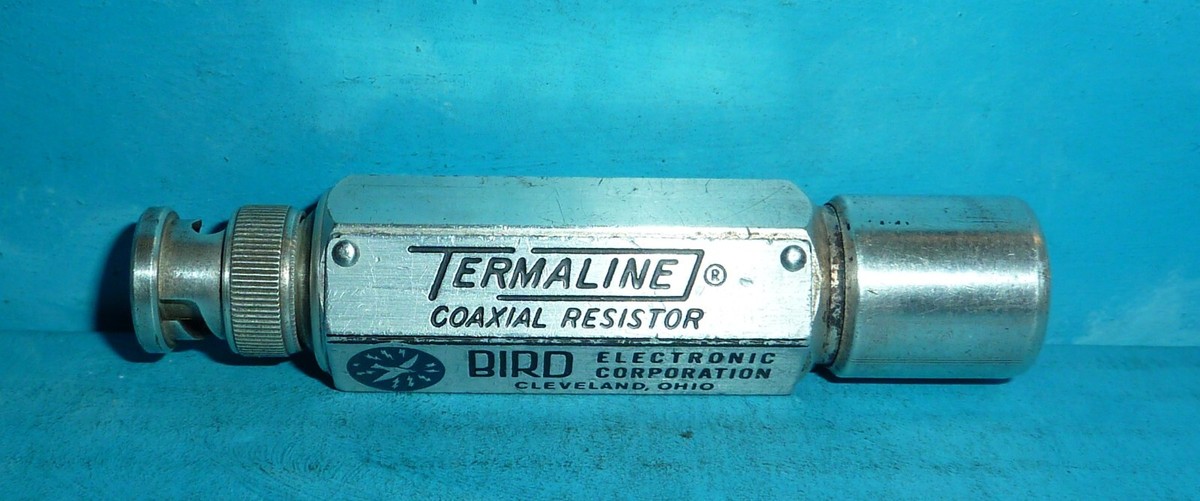 TERMALINE ®
COAXIAL RESISTOR
BIRD ELECTRONIC
CORPORATION
CLEVELAND, OHIO